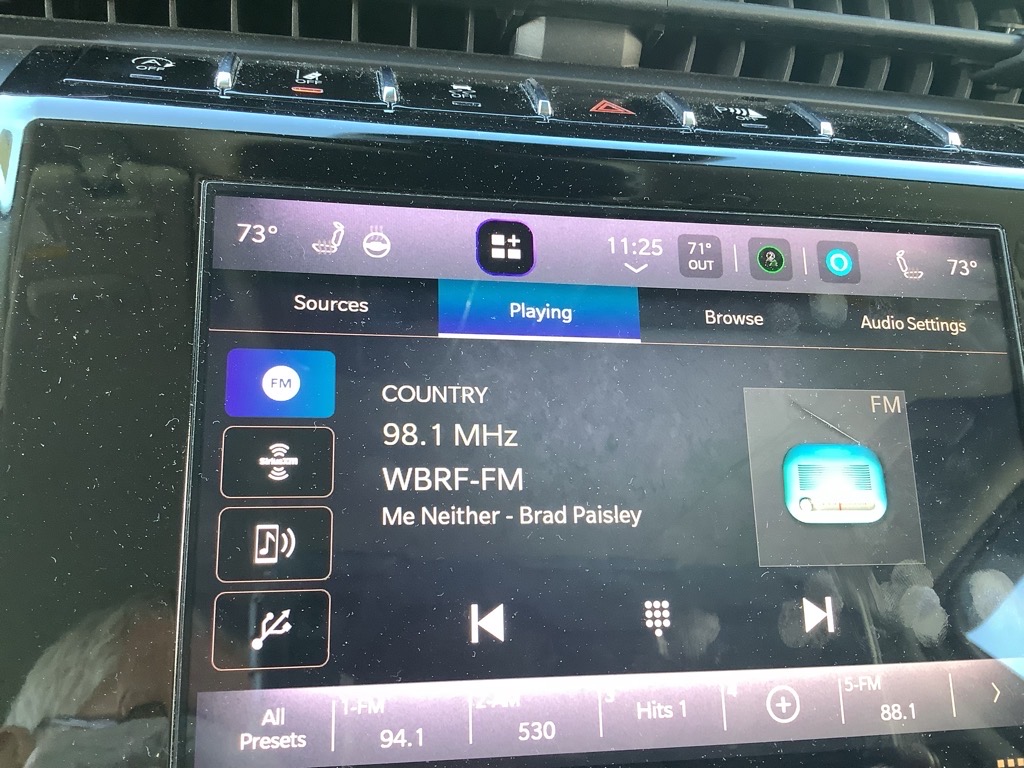 OFF
OFF
OFF
73°
11:25
71°
OUT
73°
Sources
Playing
Browse
Audio Settings
FM
COUNTRY
98.1 MHz
WBRF-FM
Me Neither - Brad Paisley
FM
SiriusXM
All
Presets
1-FM
94.1
2-AM
530
3
Hits 1
4
5-FM
88.1